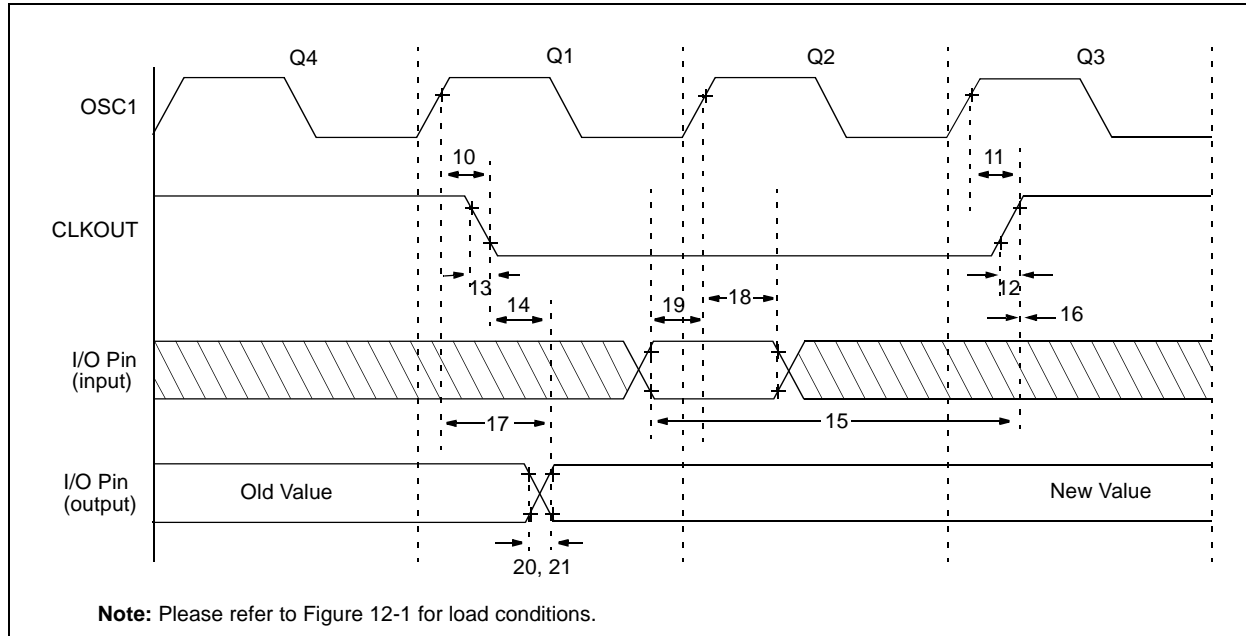 Q4 Q1 Q2 Q3
OSC1
10 11
CLKOUT
13 12
14 19 18 16
I/O Pin
(input)
17 15
I/O Pin
(output)
Old Value New Value
20, 21
Note: Please refer to Figure 12-1 for load conditions.